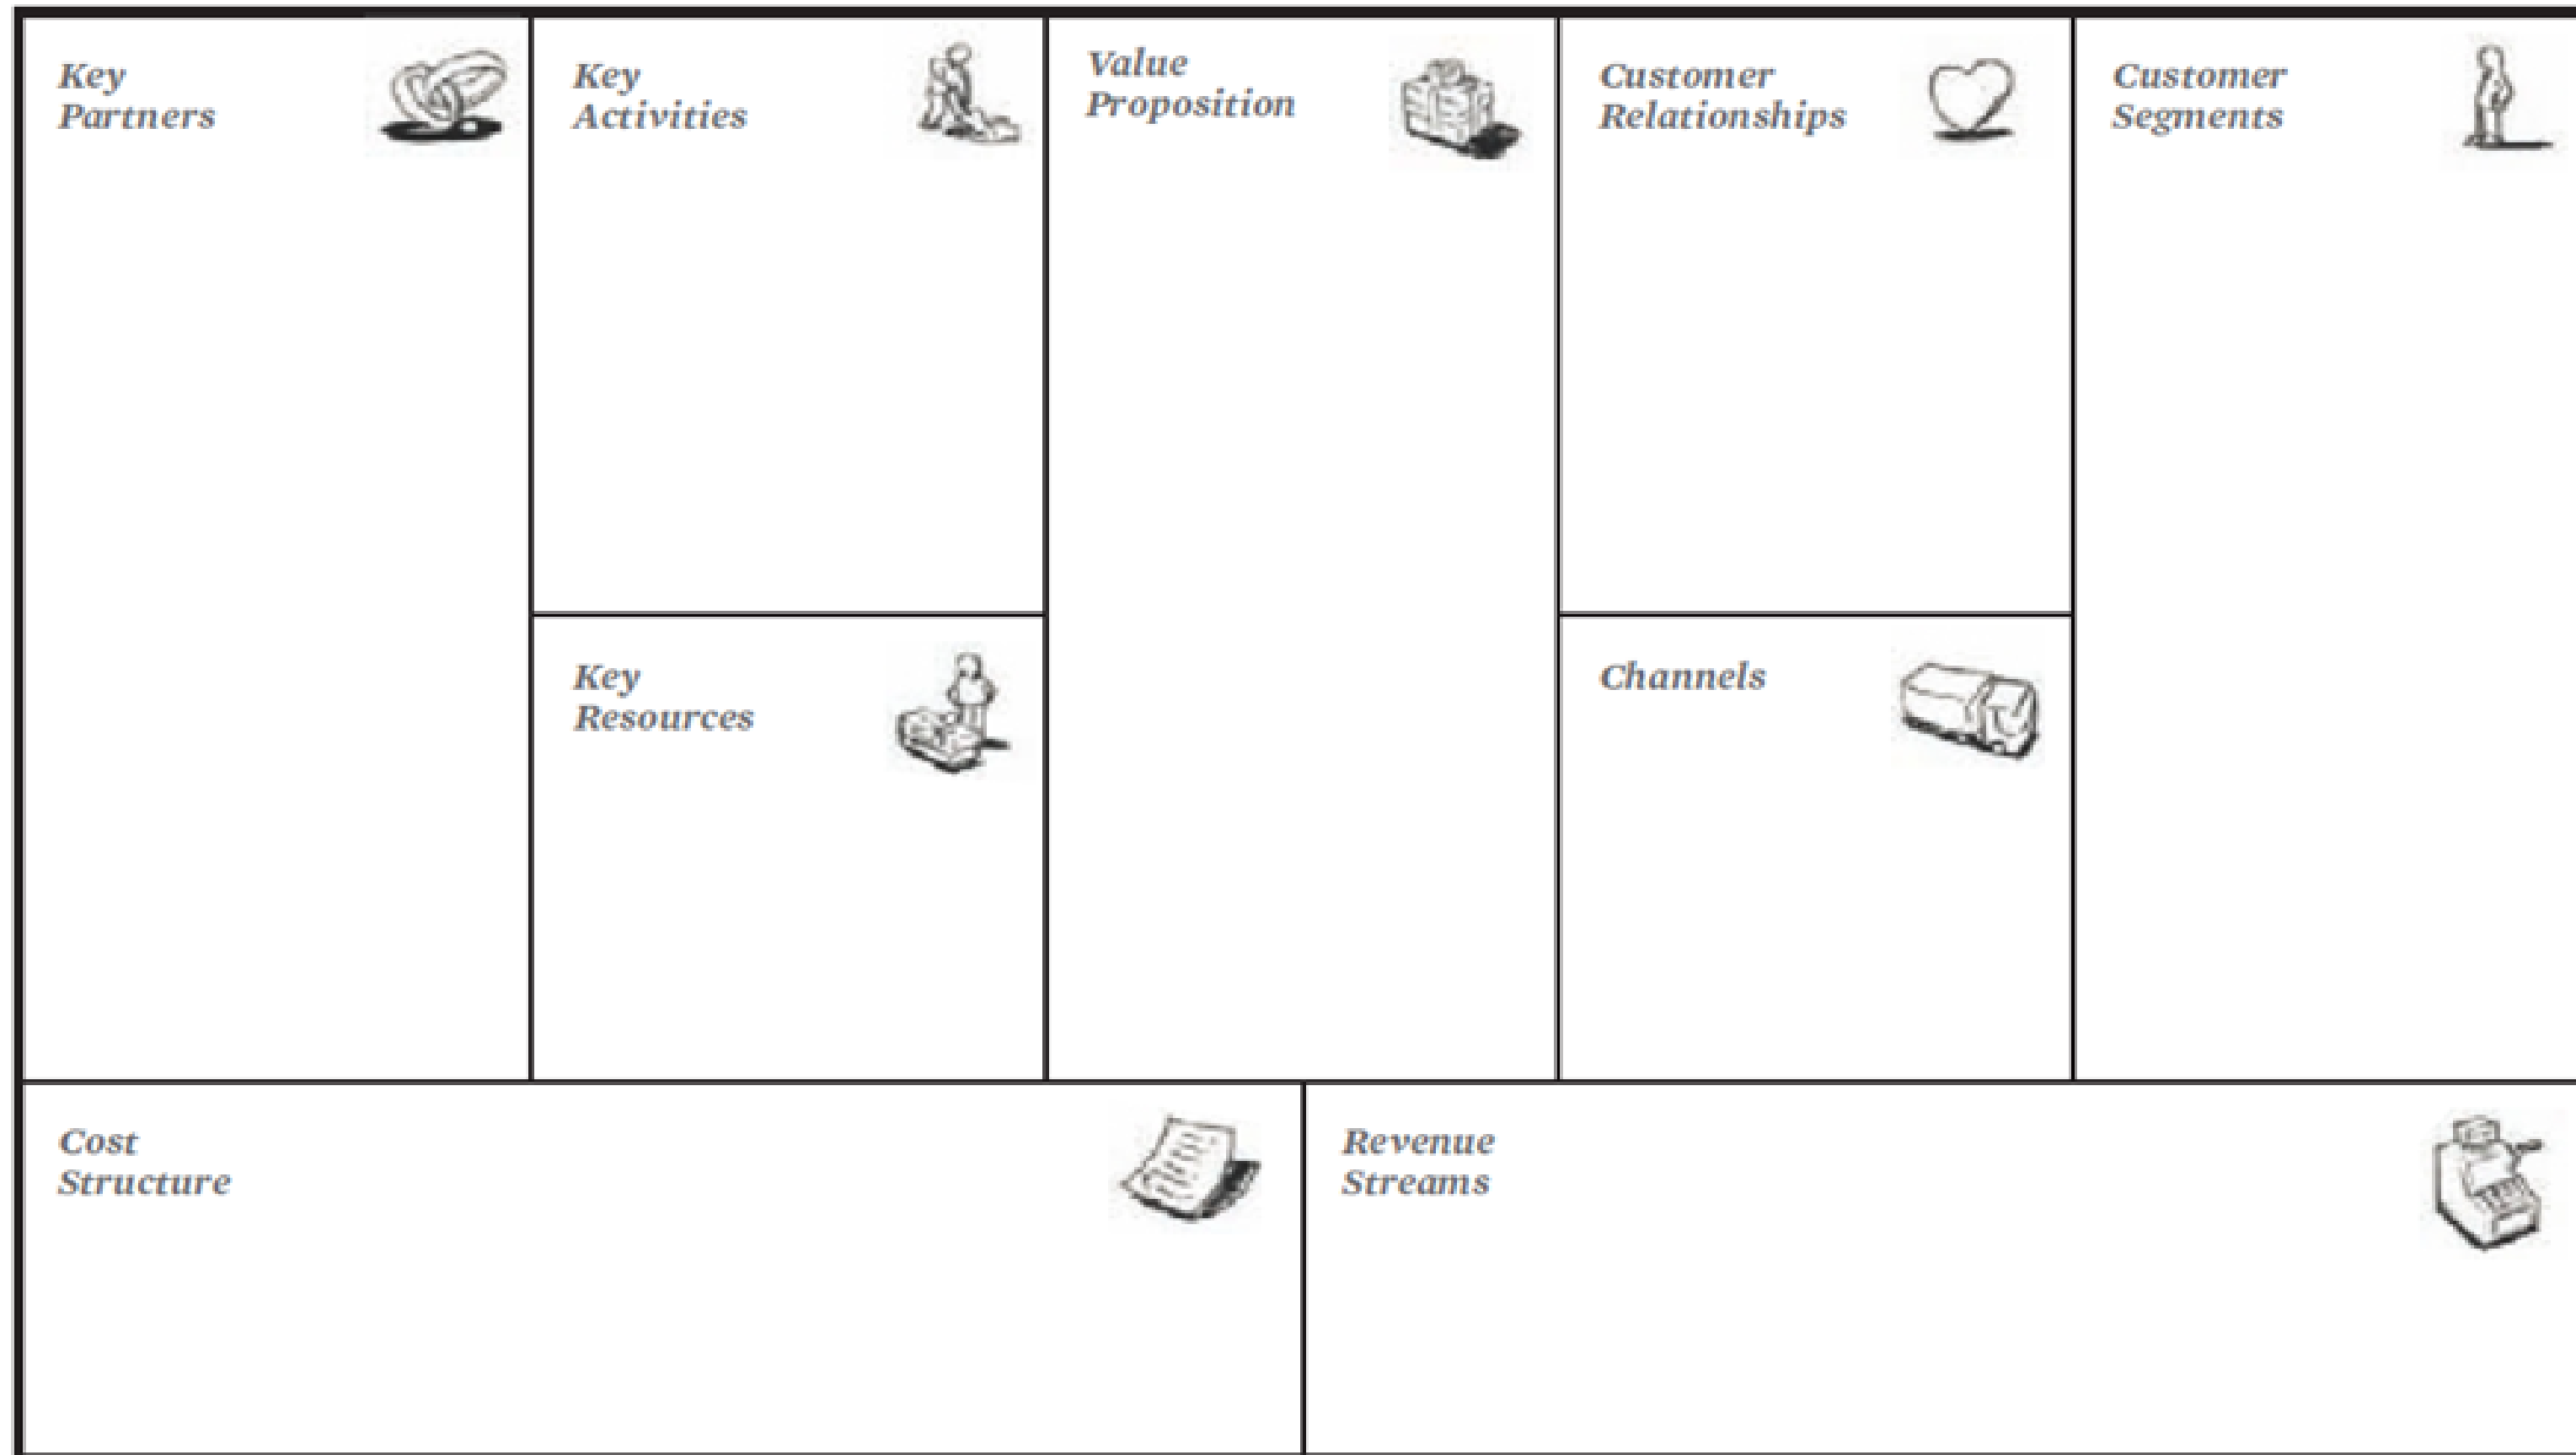 Key
Partners
Key
Activities
Value
Proposition
Customer
Relationships
Customer
Segments
Key
Resources
Channels
Cost
Structure
Revenue
Streams